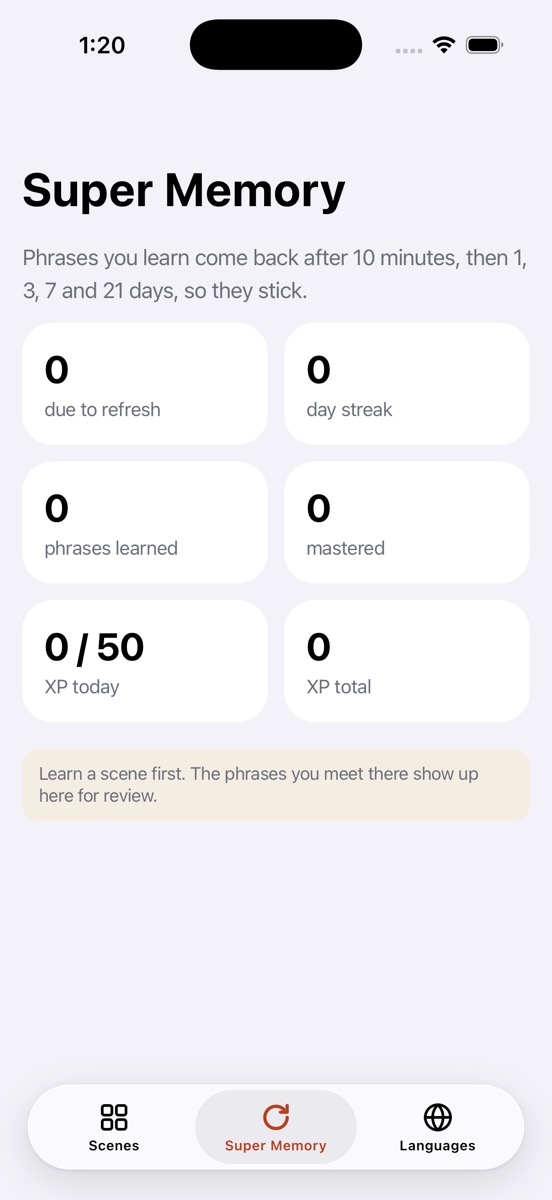 1:20
Super Memory
Phrases you learn come back after 10 minutes, then 1,
3, 7 and 21 days, so they stick.
0
due to refresh
0
day streak
0
phrases learned
0
mastered
0 / 50
XP today
0
XP total
Learn a scene first. The phrases you meet there show up
here for review.
Scenes
Super Memory
Languages